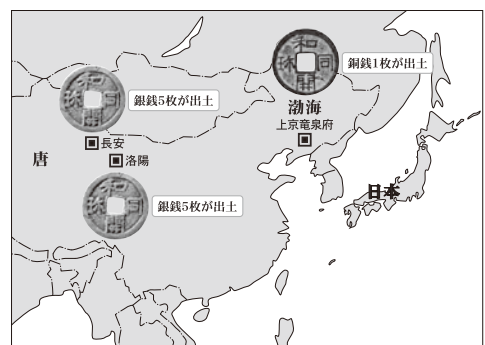 和同開珎
銅銭1枚が出土
渤海
上京竜泉府
和同開珎
銀銭5枚が出土
長安
洛陽
唐
日本
和同開珎
銀銭5枚が出土